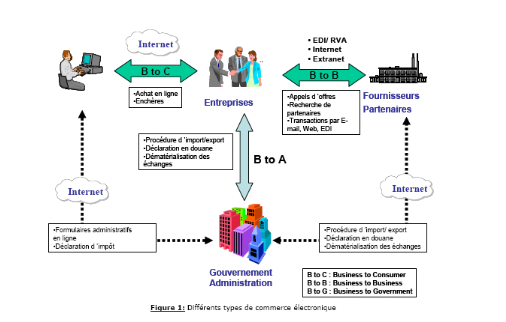 Internet
B to C
•Achat en ligne
•Enchères
Entreprises
• EDI/ RVA
• Internet
• Extranet
B to B
•Appels d 'offres
•Recherche de
partenaires
•Transactions par E-
mail, Web, EDI
Fournisseurs
Partenaires
•Procédure d 'import/export
•Déclaration en douane
•Dématérialisation des
échanges
B to A
Internet
Internet
•Formulaires administratifs
en ligne
•Déclaration d 'impôt
•Procédure d 'import/ export
•Déclaration en douane
•Dématérialisation des échanges
Gouvernement
Administration
B to C : Business to Consumer
B to B : Business to Business
B to G : Business to Government
Figure 1: Différents types de commerce électronique